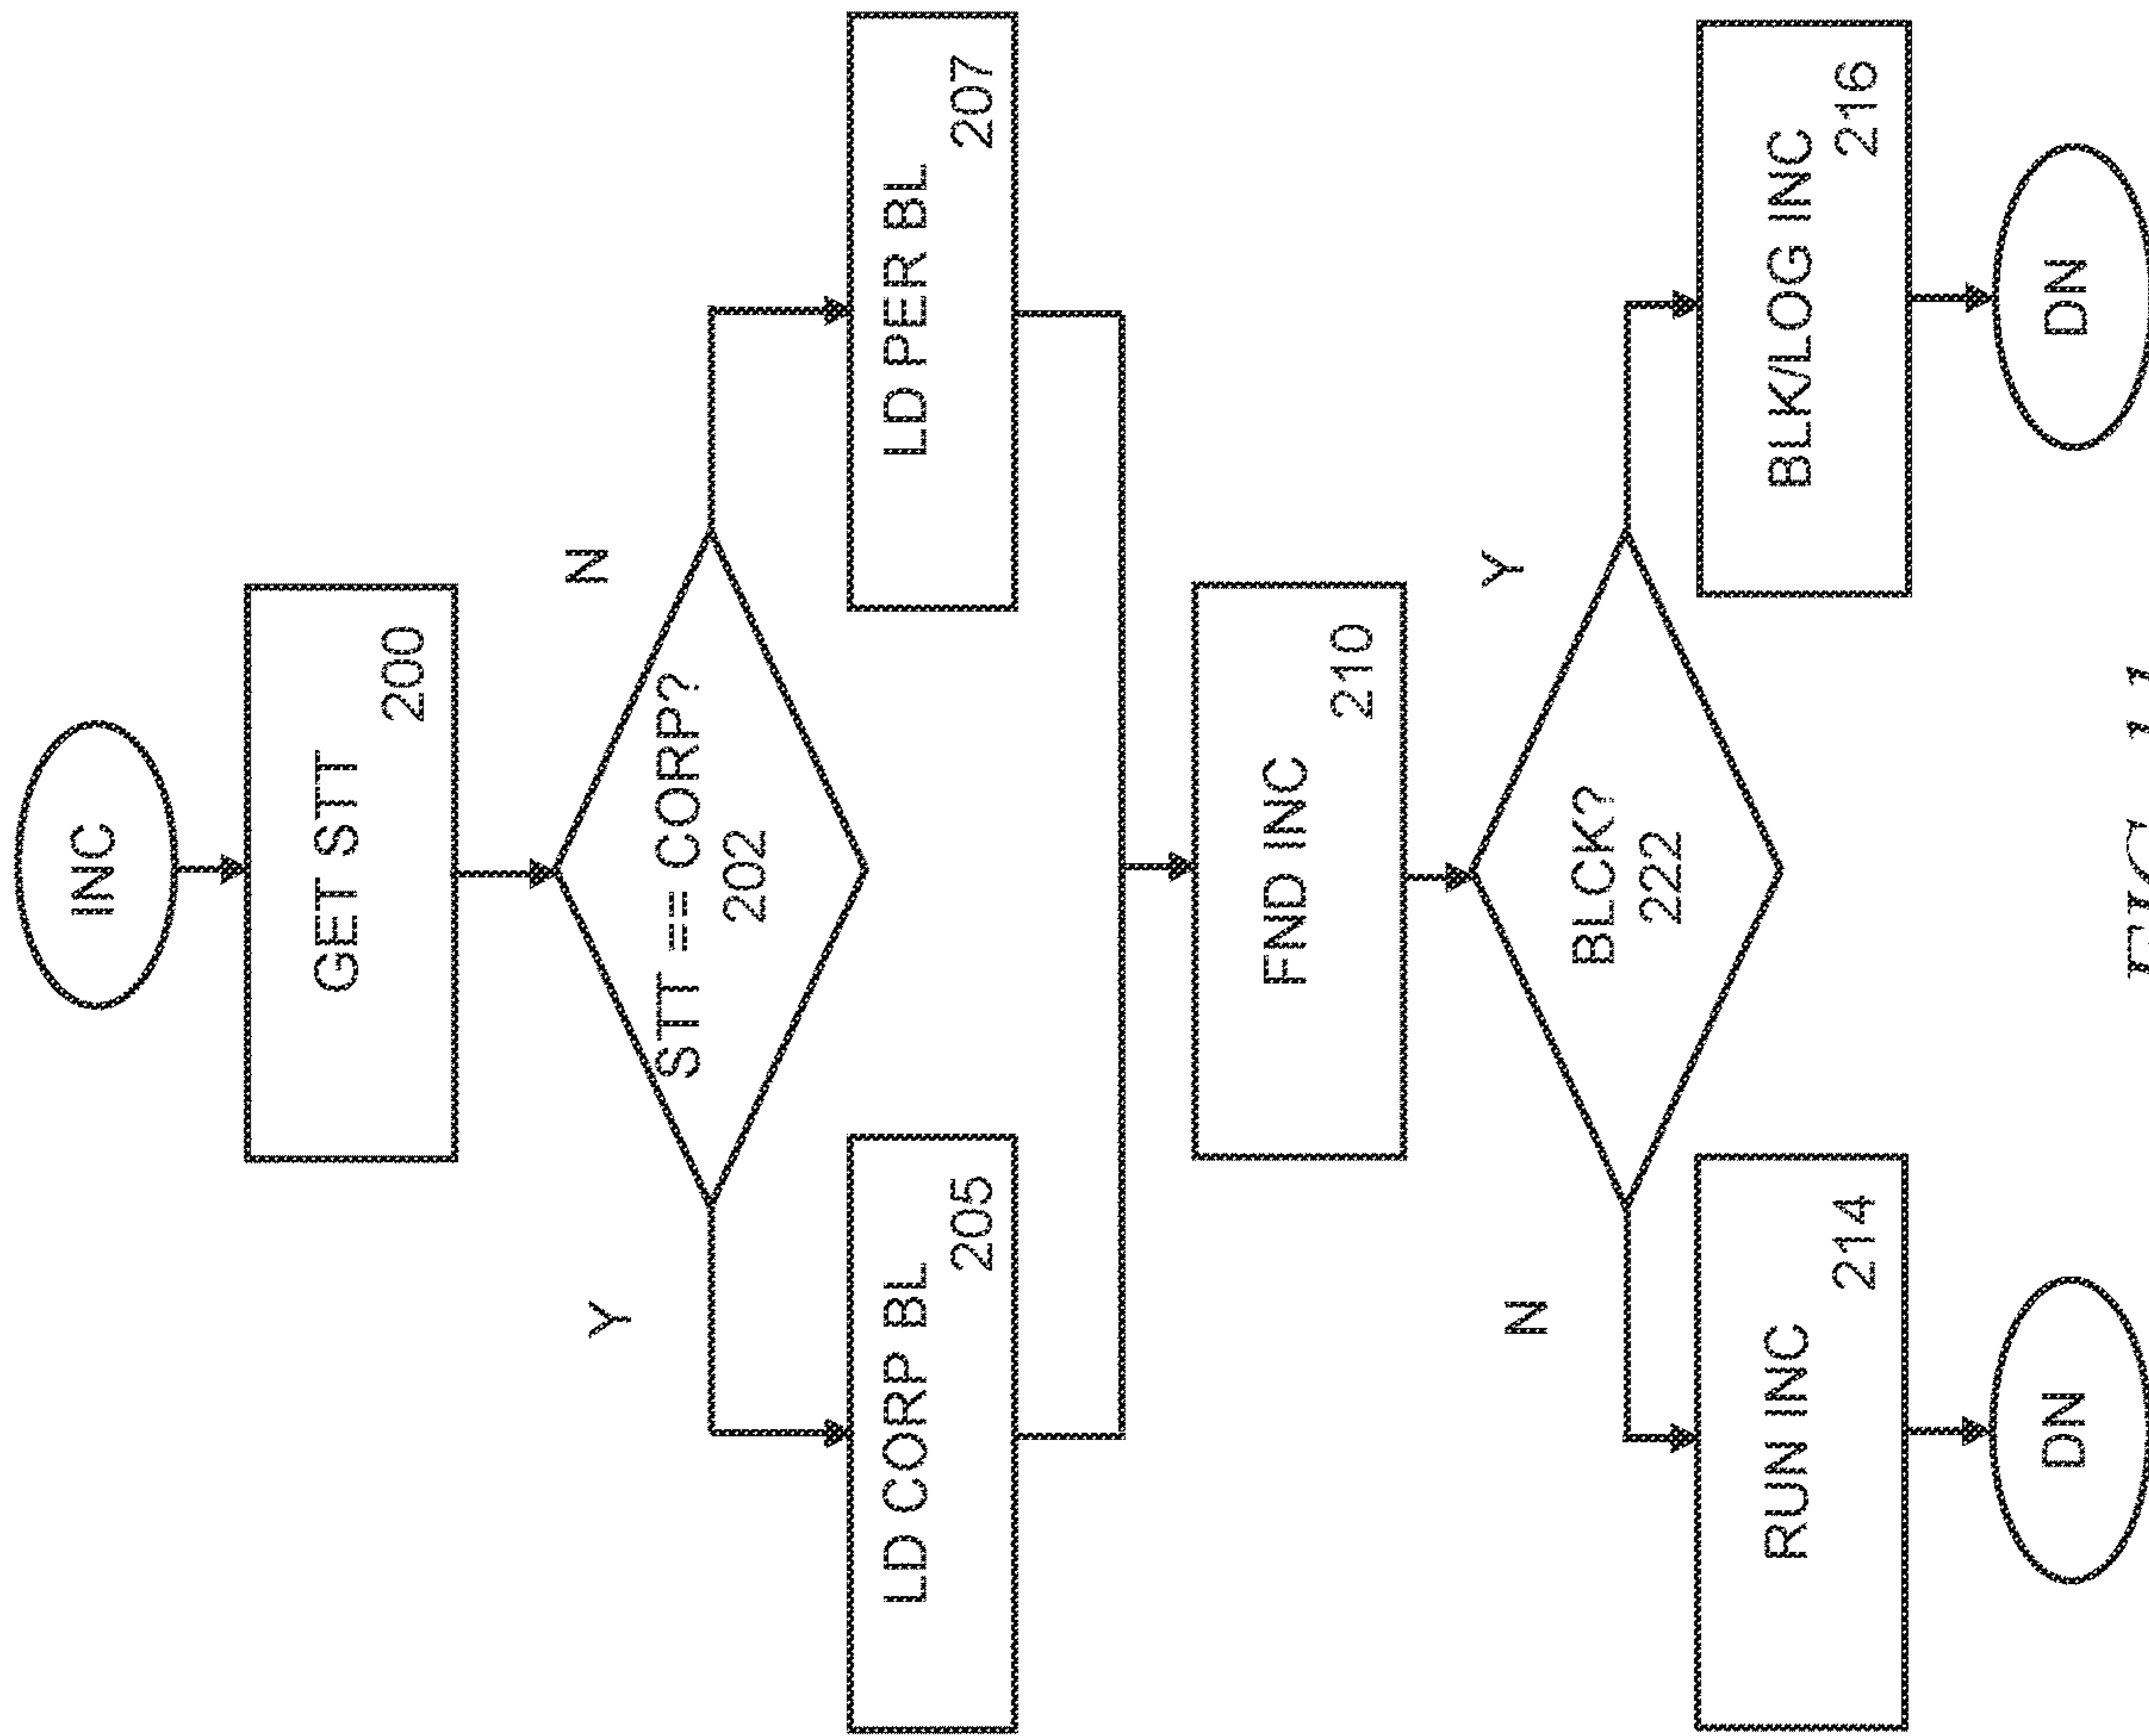 INC
GET STT
200
Y
N
STT == CORP?
202
LD CORP BL
205
LD PER BL
207
FND INC
210
N
Y
BLCK?
222
RUN INC
214
BLK/LOG INC
216
DN
DN